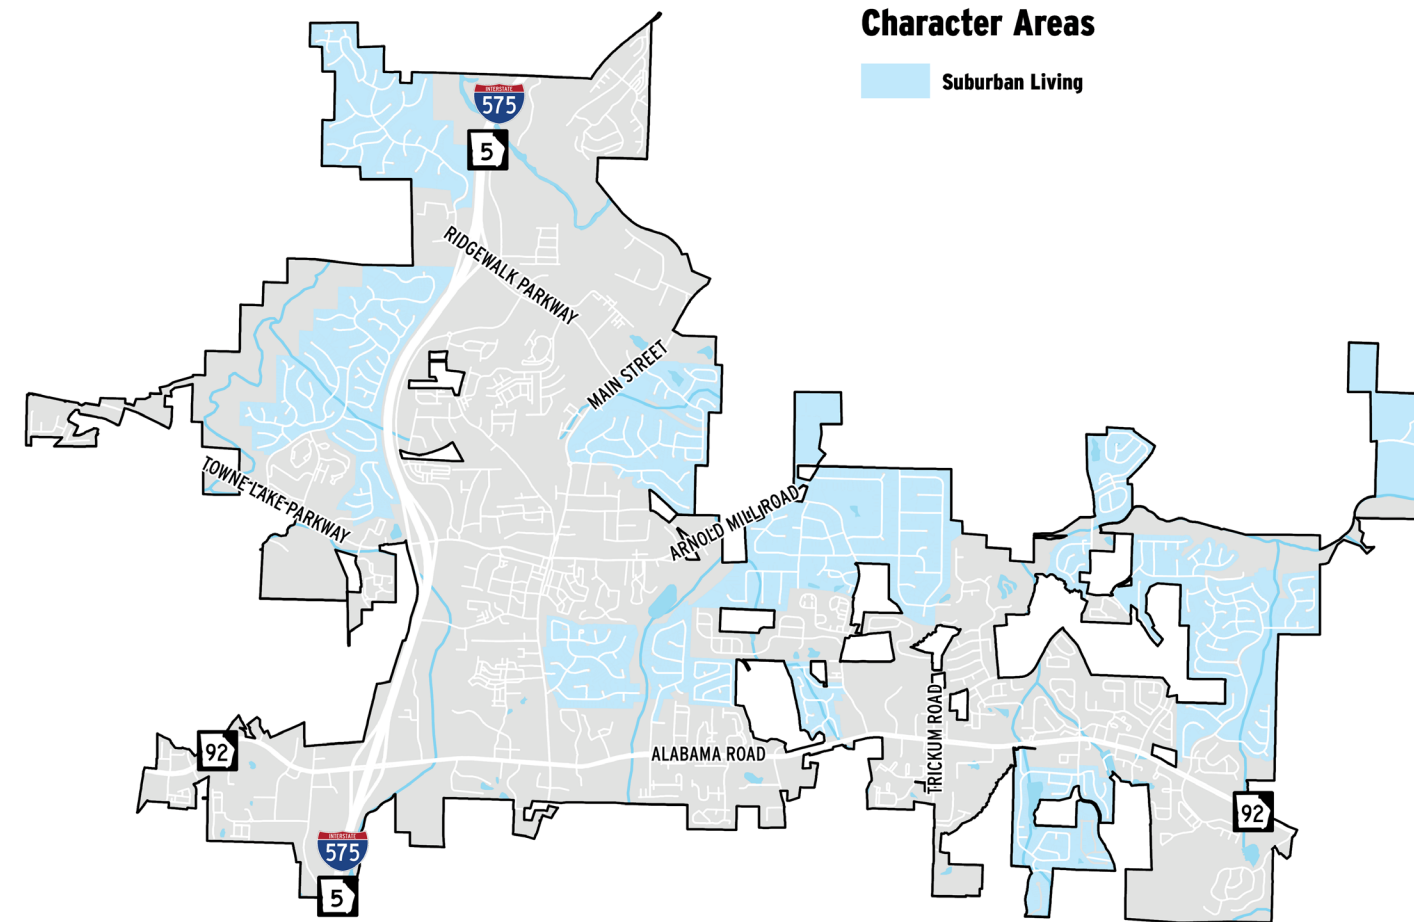 Character Areas
Suburban Living
INTERSTATE
575
5
RIDGEWALK PARKWAY
MAIN STREET
TOWNE LAKE PARKWAY
ARNOLD MILL ROAD
TRICKUM ROAD
92
ALABAMA ROAD
92
INTERSTATE
575
5